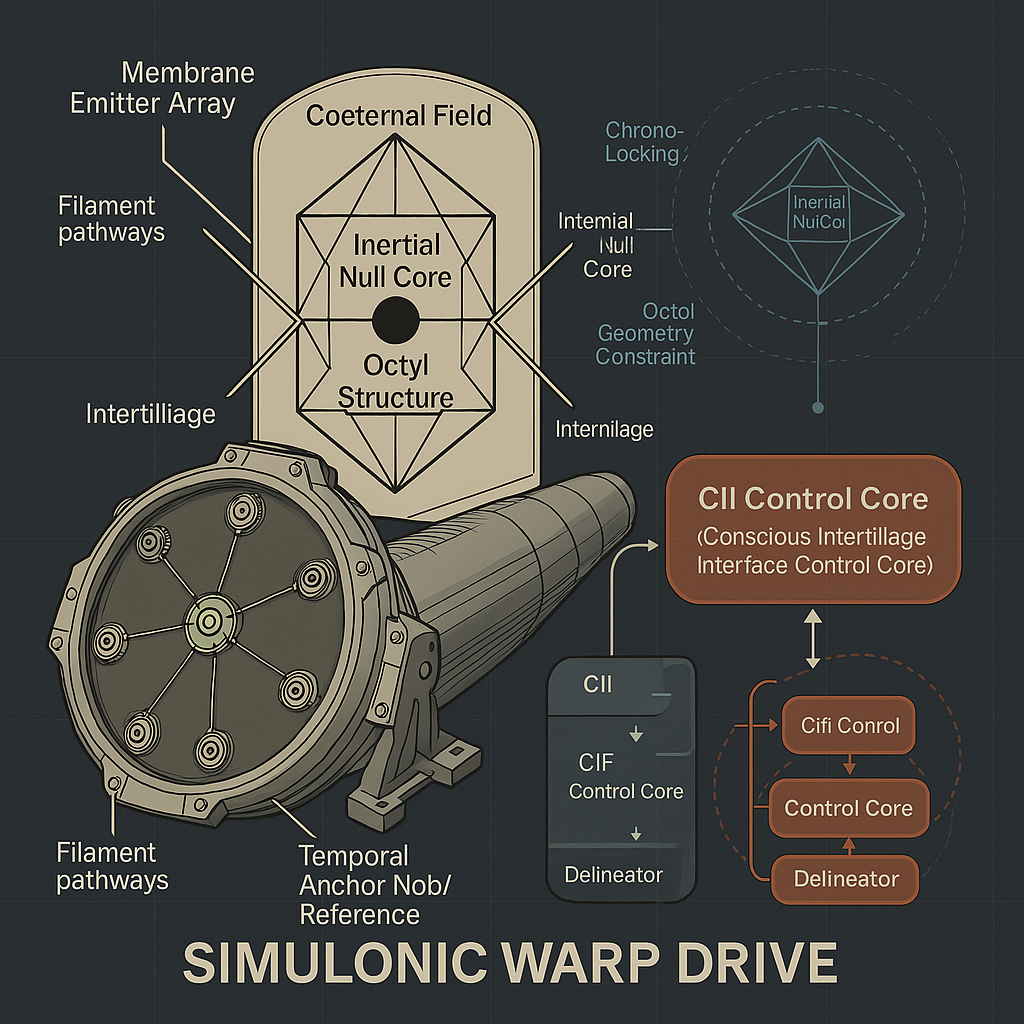 Membrane
Emitter Array
Coeternal Field
Chrono-
Locking
Filament
pathways
Inertial
Null Core
Intemial
Null
Core
Inerıial
NuiCoı
Octol
Geometry
Constraint
Octyl
Structure
Intertilliage
Internilage
CII Control Core
(Conscious Intertillage
Interface Control Core)
CII
CIF
Control Core
Delineator
Cifi Conrol
Control Core
Delineator
Filament
pathways
Temporal
Anchor Nob/
Reference
SIMULONIC WARP DRIVE